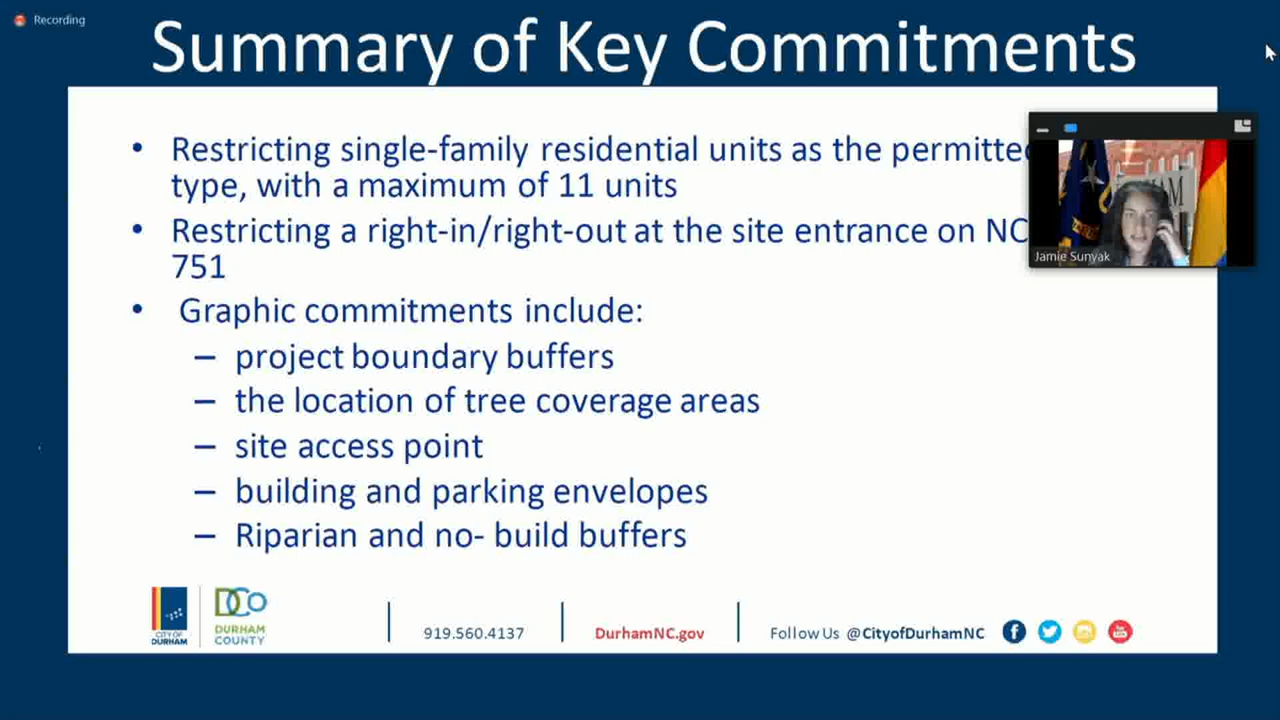 Recording
Summary of Key Commitments
• Restricting single-family residential units as the permitted
type, with a maximum of 11 units
• Restricting a right-in/right-out at the site entrance on NC
751
• Graphic commitments include:
– project boundary buffers
– the location of tree coverage areas
– site access point
– building and parking envelopes
– Riparian and no- build buffers
Jamie Sunyak
CITY OF
DURHAM
DCO
DURHAM
COUNTY
919.560.4137
DurhamNC.gov
Follow Us @CityofDurhamNC